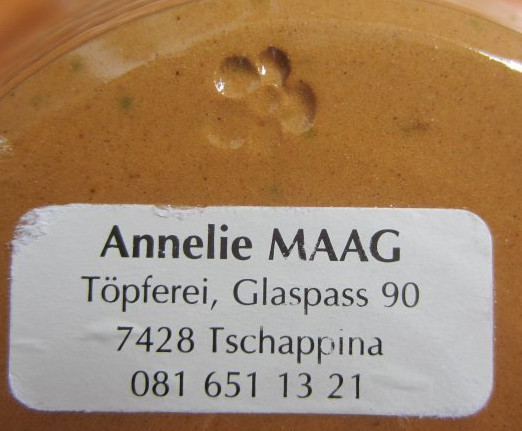 Annelie MAAG
Töpferei, Glaspass 90
7428 Tschappina
081 651 13 21